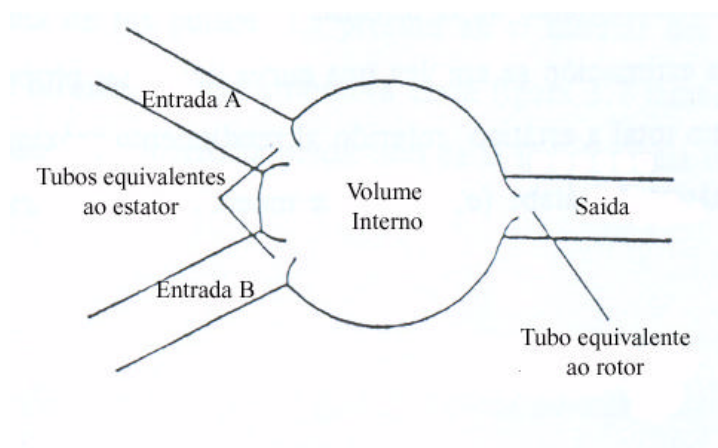 Entrada A
Tubos equivalentes
ao estator
Volume
Interno
Saida
Entrada B
Tubo equivalente
ao rotor